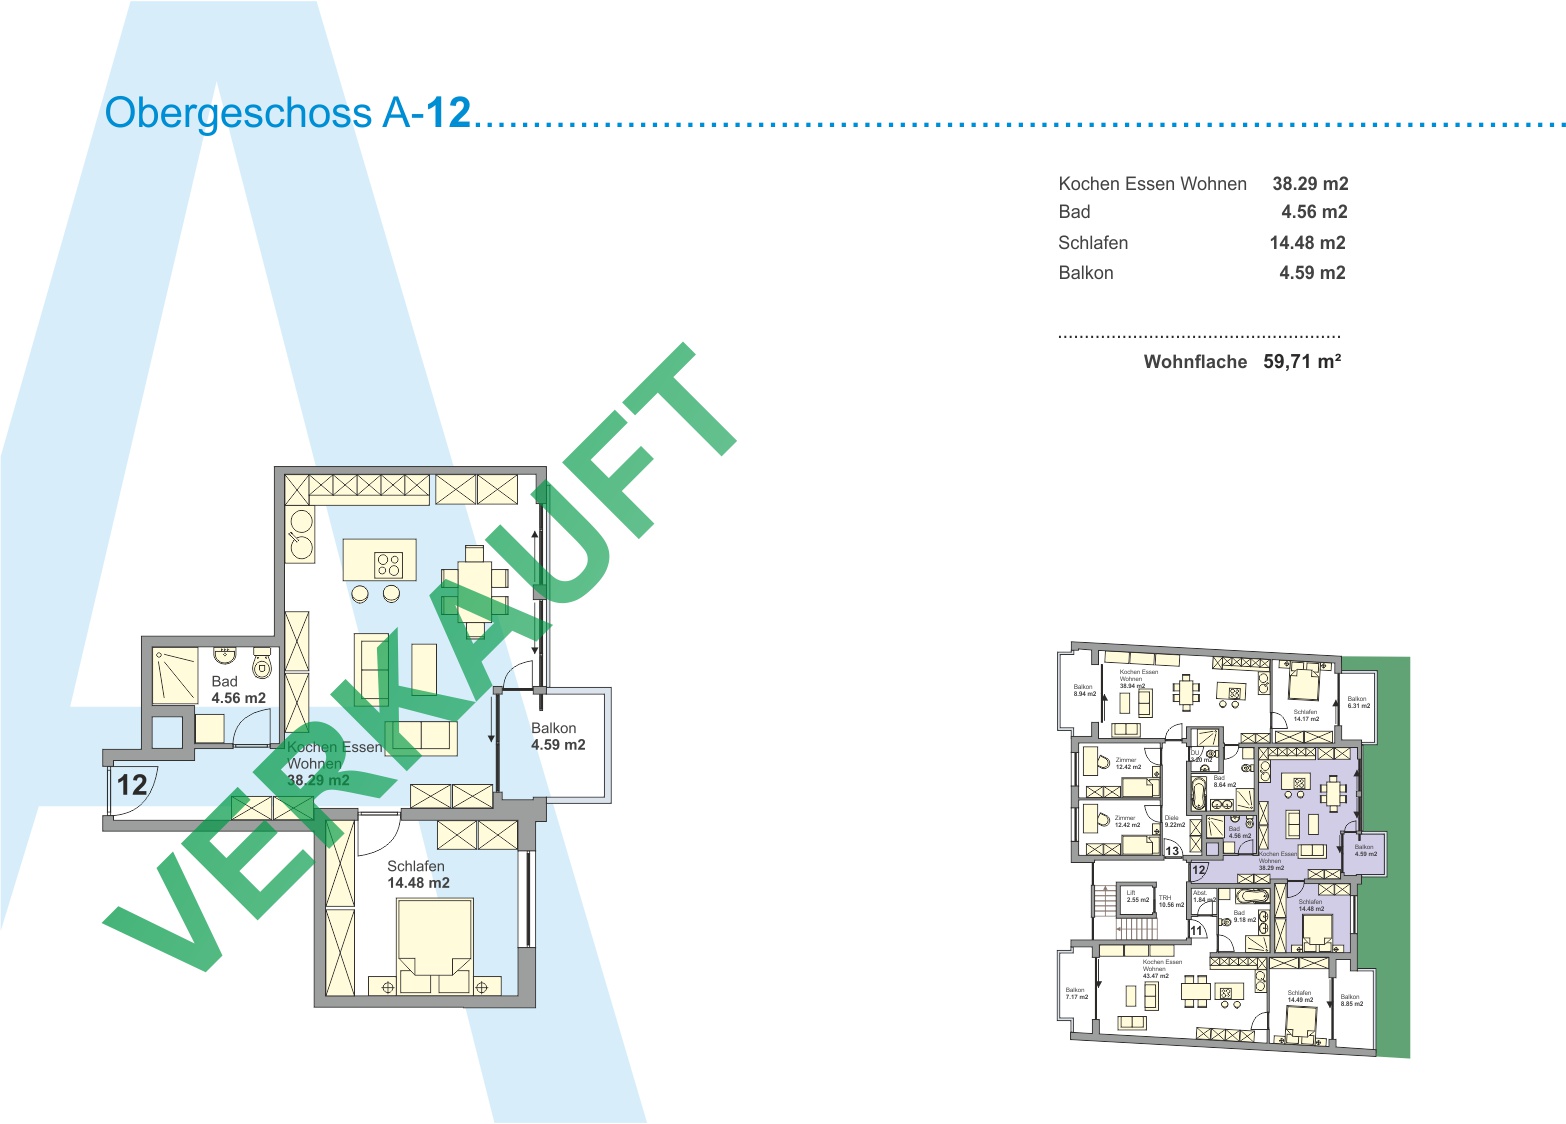 Obergeschoss A-12
Kochen Essen Wohnen 38.29 m2
Bad 4.56 m2
Schlafen 14.48 m2
Balkon 4.59 m2
Wohnflache 59,71 m²
VERKAUFT
Bad
4.56 m2
Balkon
4.59 m2
Kochen Essen
Wohnen
38.29 m2
12
Schlafen
14.48 m2
Kochen Essen
Wohnen
38.94 m2
Balkon
8.94 m2
Schlafen
14.17 m2
Balkon
6.31 m2
Zimmer
12.42 m2
DU
3.20 m2
Bad
8.64 m2
Zimmer
12.42 m2
Diele
9.22m2
Bad
4.56 m2
13
Kochen Essen
Wohnen
38.29 m2
Balkon
4.59 m2
12
Lift
2.55 m2
TRH
10.56 m2
Abst.
1.84 m2
Bad
9.18 m2
Schlafen
14.48 m2
11
Kochen Essen
Wohnen
43.47 m2
Balkon
7.17 m2
Schlafen
14.49 m2
Balkon
8.85 m2